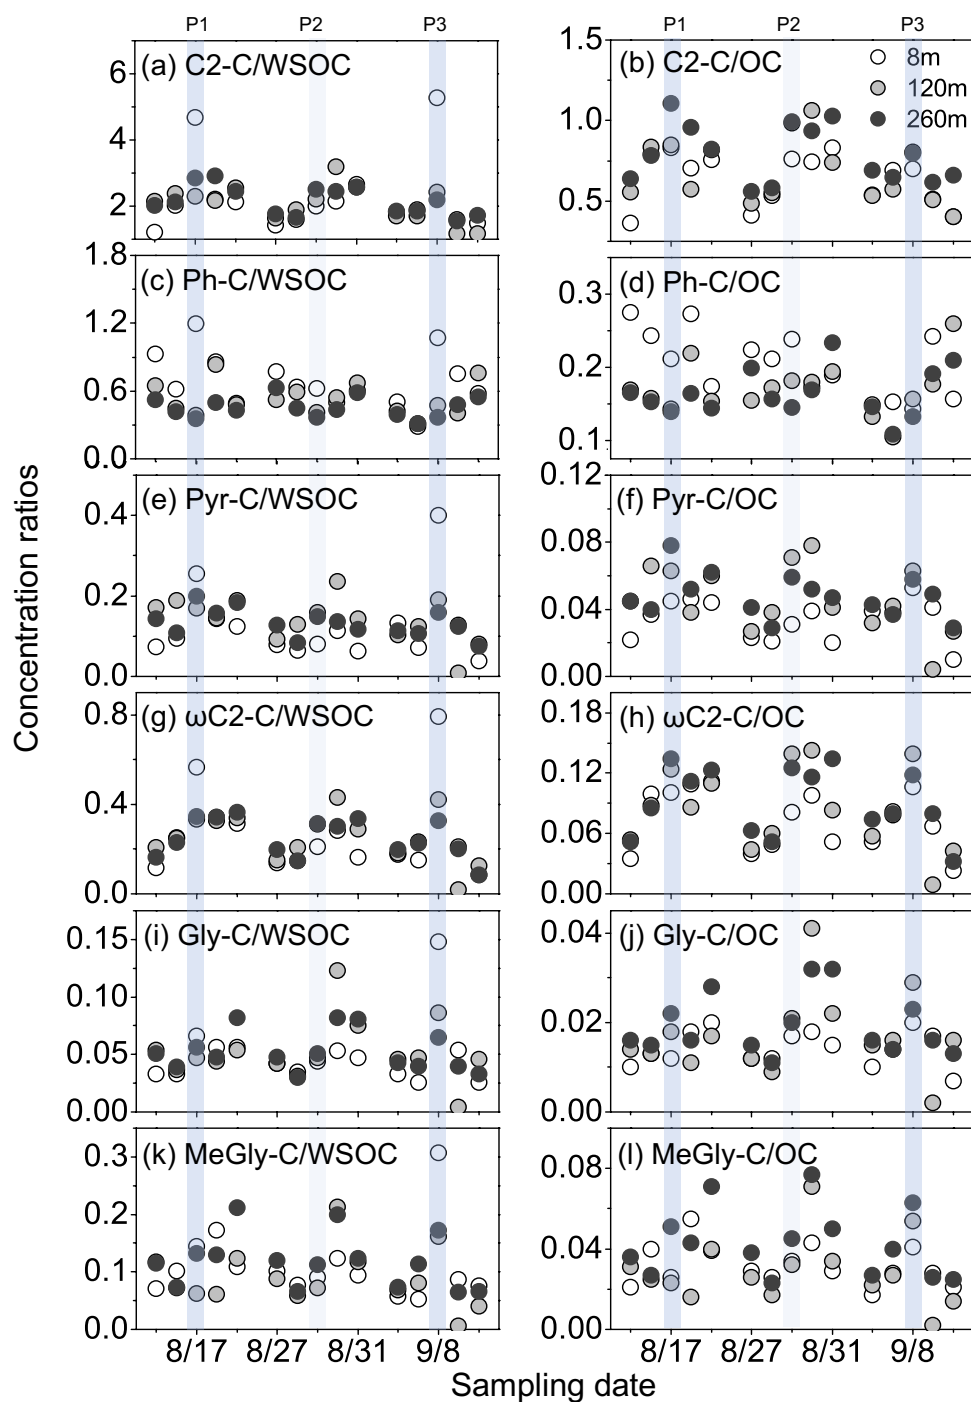 P1 P2 P3 P1 P2 P3
(a) C2-C/WSOC
6
4
2
(b) C2-C/OC
8m
120m
260m
1.5
1.0
0.5
(c) Ph-C/WSOC
1.8
1.2
0.6
0.0
(d) Ph-C/OC
0.3
0.2
0.1
(e) Pyr-C/WSOC
0.4
0.2
0.0
(f) Pyr-C/OC
0.12
0.08
0.04
0.00
(g) ωC2-C/WSOC
0.8
0.4
0.0
(h) ωC2-C/OC
0.18
0.12
0.06
0.00
(i) Gly-C/WSOC
0.15
0.10
0.05
0.00
(j) Gly-C/OC
0.04
0.02
0.00
(k) MeGly-C/WSOC
0.3
0.2
0.1
0.0
(l) MeGly-C/OC
0.08
0.04
0.00
8/17 8/27 8/31 9/8 8/17 8/27 8/31 9/8
Concentration ratios
Sampling date